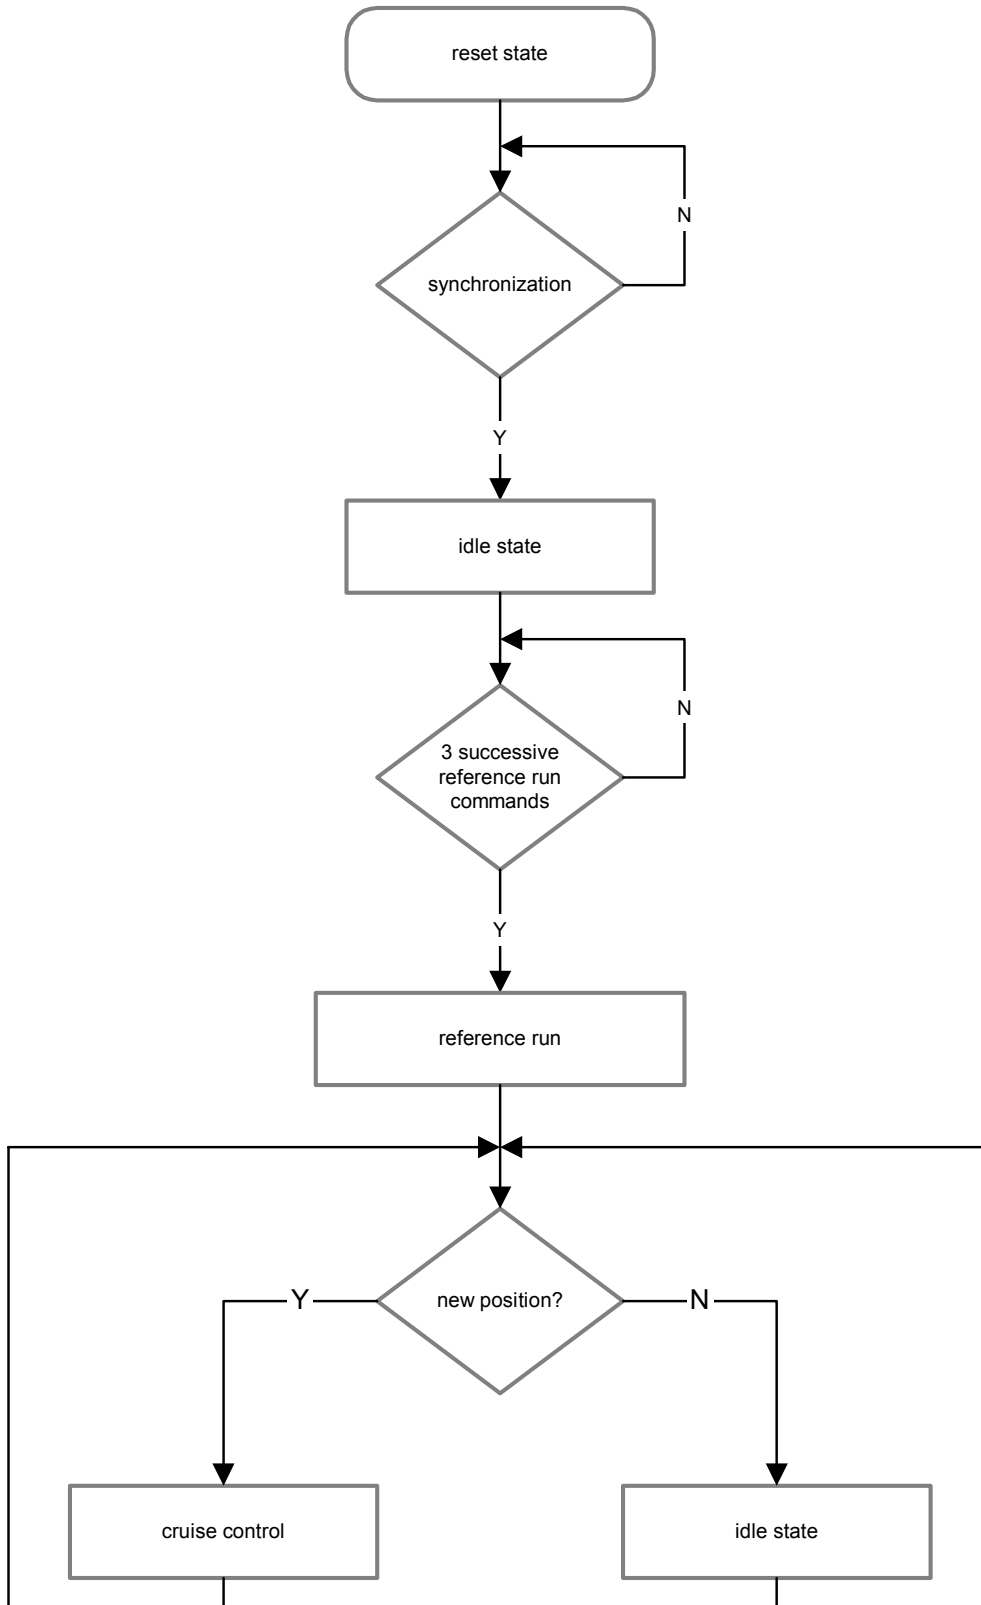 reset state
N
synchronization
Y
idle state
N
3 successive
reference run
commands
Y
reference run
Y
new position?
N
cruise control
idle state